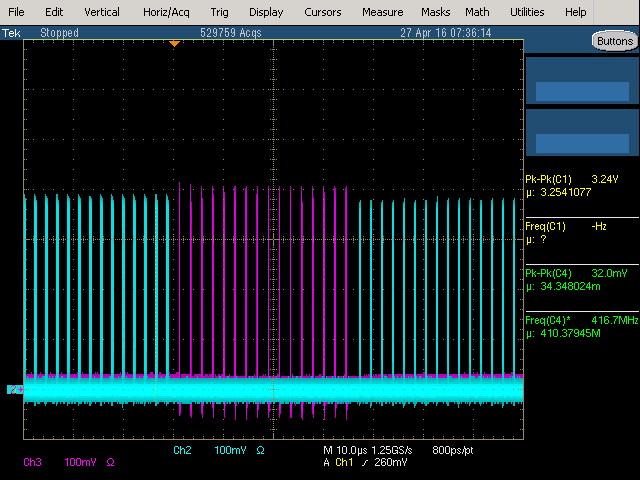 File Edit Vertical Horiz/Acq Trig Display Cursors Measure Masks Math Utilities Help
Tek Stopped 529759 Acqs 27 Apr 16 07:36:14 Buttons
Pk-Pk(C1) 3.24V
µ: 3.2541077
Freq(C1) -Hz
µ: ?
Pk-Pk(C4) 32.0mV
µ: 34.348024m
Freq(C4)* 416.7MHz
µ: 410.37945M
Ch2 100mV Ω M 10.0µs 1.25GS/s 800ps/pt
Ch3 100mV Ω A Ch1 ∫ 260mV